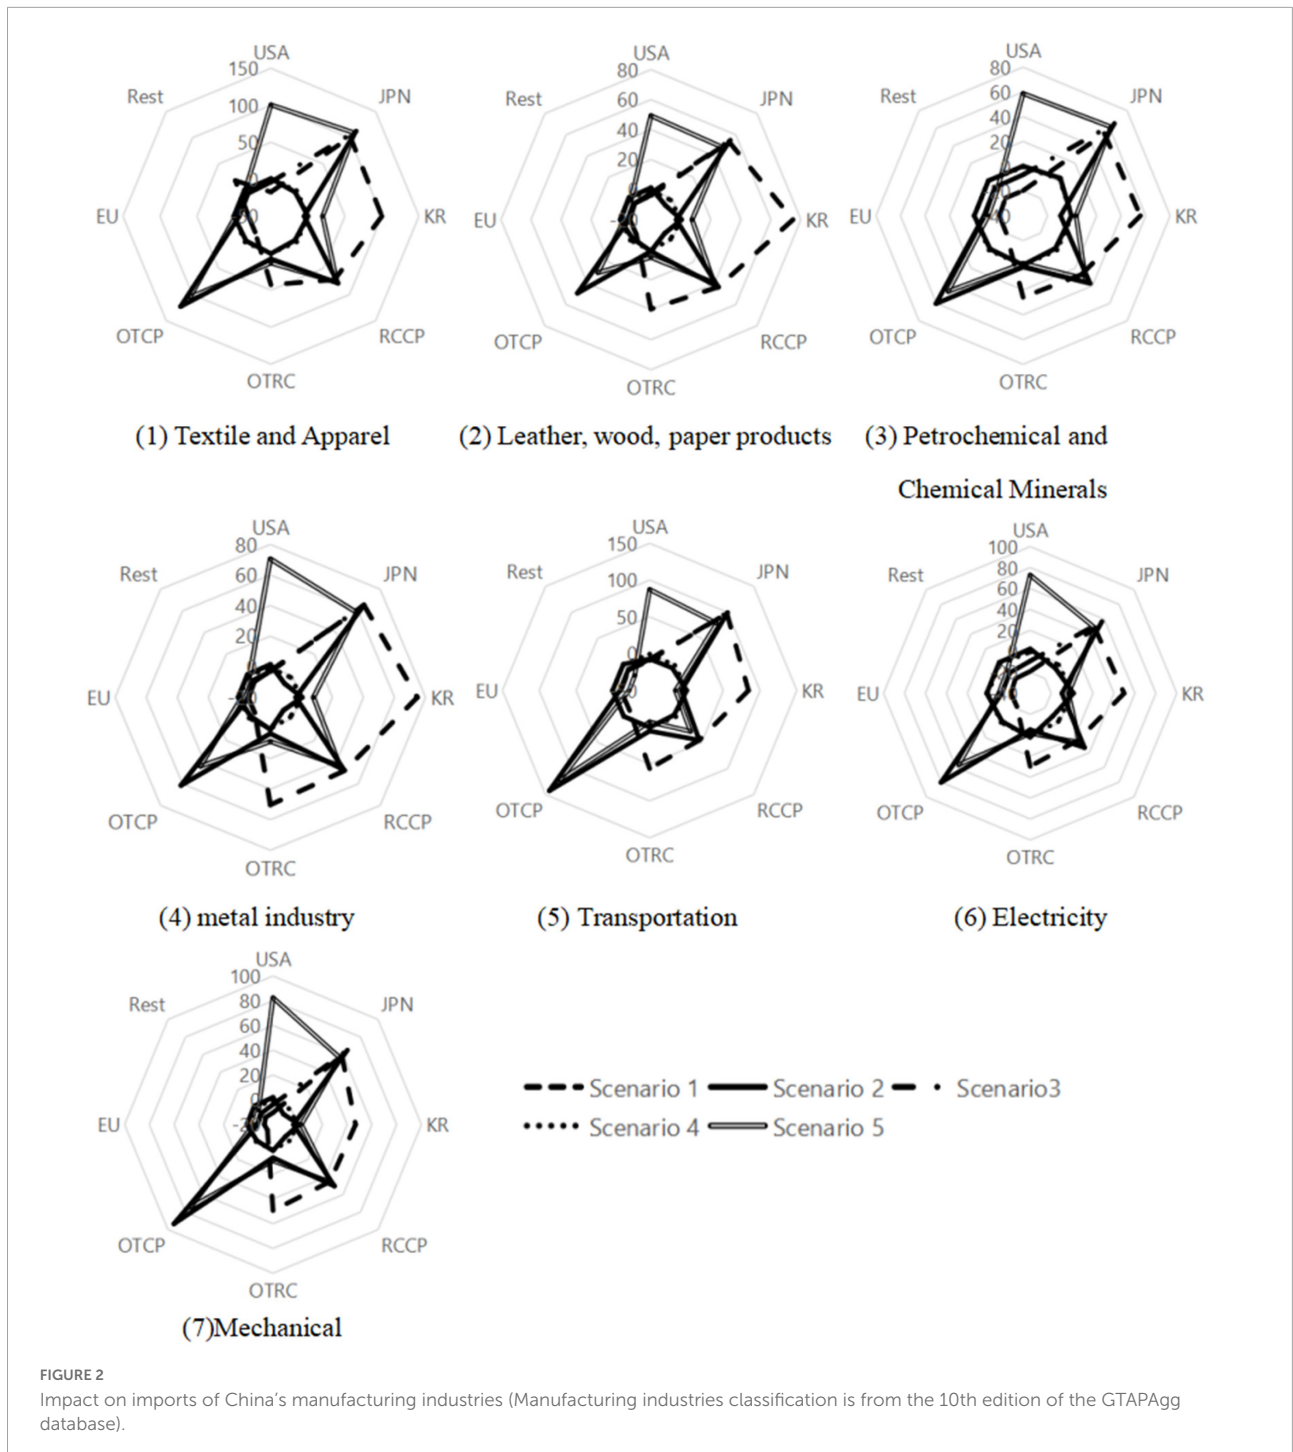 USA
150
100
50
0
JPN
KR
RCCP
OTRC
OTCP
EU
Rest
(1) Textile and Apparel
USA
80
60
40
20
0
JPN
KR
RCCP
OTRC
OTCP
EU
Rest
(2) Leather, wood, paper products
USA
80
60
40
20
JPN
KR
RCCP
OTRC
OTCP
EU
Rest
(3) Petrochemical and
Chemical Minerals
USA
80
60
40
20
0
JPN
KR
RCCP
OTRC
OTCP
EU
Rest
(4) metal industry
USA
150
100
50
0
JPN
KR
RCCP
OTRC
OTCP
EU
Rest
(5) Transportation
USA
100
80
60
40
20
0
JPN
KR
RCCP
OTRC
OTCP
EU
Rest
(6) Electricity
USA
100
80
60
40
20
0
-20
JPN
KR
RCCP
OTRC
OTCP
EU
Rest
(7)Mechanical
Scenario 1
Scenario 2
Scenario3
Scenario 4
Scenario 5
FIGURE 2
Impact on imports of China's manufacturing industries (Manufacturing industries classification is from the 10th edition of the GTAPAgg
database).